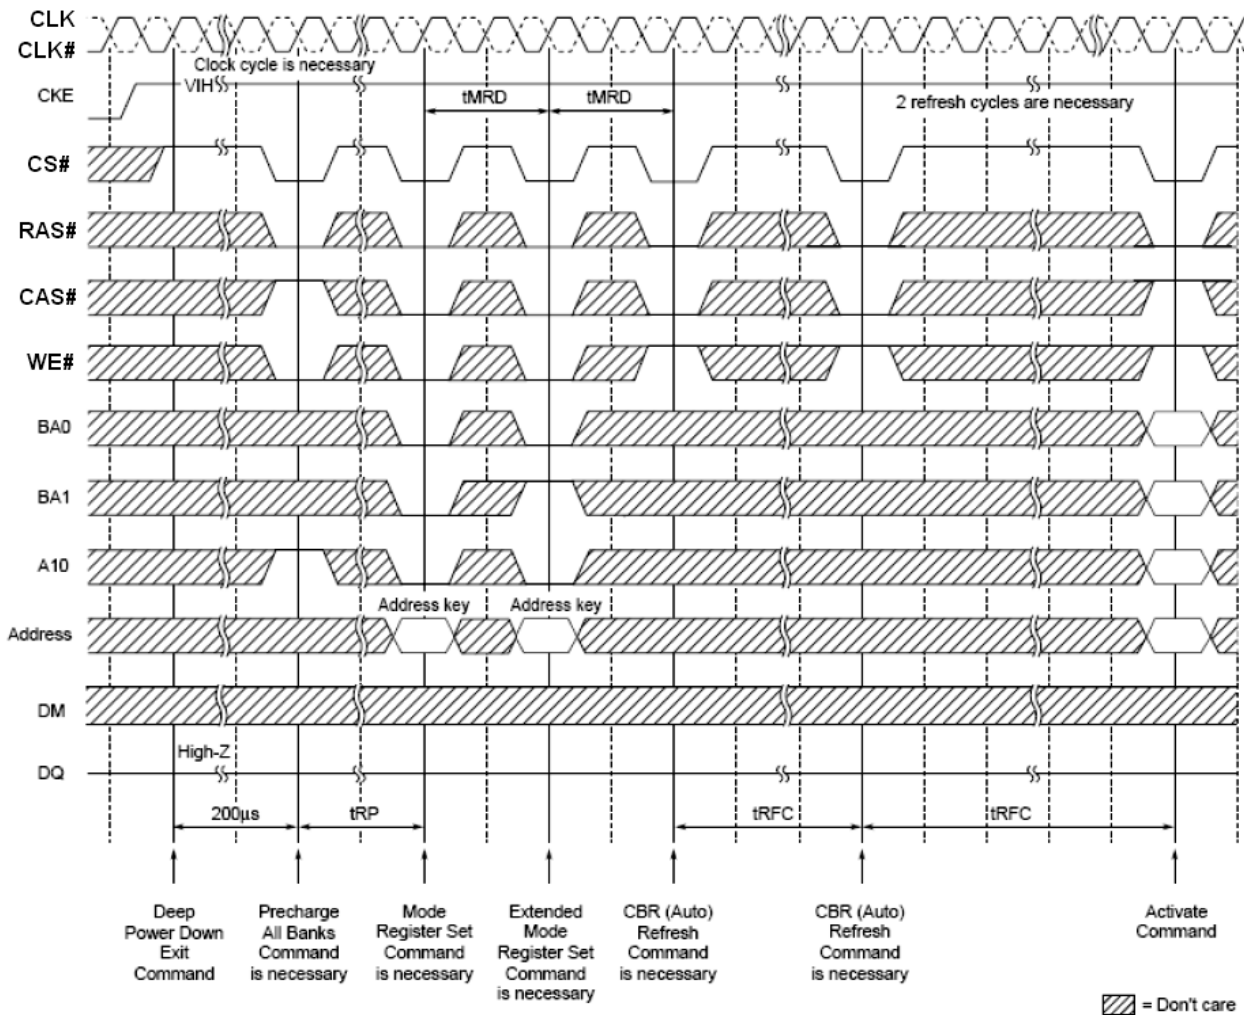 CLK
CLK#
Clock cycle is necessary
CKE
VIH
tMRD
tMRD
2 refresh cycles are necessary
CS#
RAS#
CAS#
WE#
BA0
BA1
A10
Address key
Address key
Address
DM
High-Z
DQ
200μs
tRP
tRFC
tRFC
Deep
Power Down
Exit
Command
Precharge
All Banks
Command
is necessary
Mode
Register Set
Command
is necessary
Extended
Mode
Register Set
Command
is necessary
CBR (Auto)
Refresh
Command
is necessary
CBR (Auto)
Refresh
Command
is necessary
Activate
Command
= Don't care